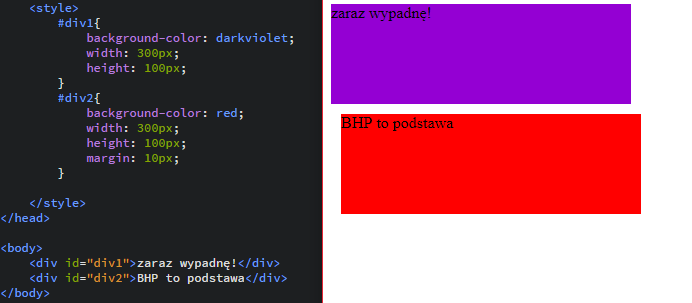 <style>
#div1{
background-color: darkviolet;
width: 300px;
height: 100px;
}
#div2{
background-color: red;
width: 300px;
height: 100px;
margin: 10px;
}
</style>
</head>
<body>
<div id="div1">zaraz wypadnę!</div>
<div id="div2">BHP to podstawa</div>
</body>
zaraz wypadnę!
BHP to podstawa